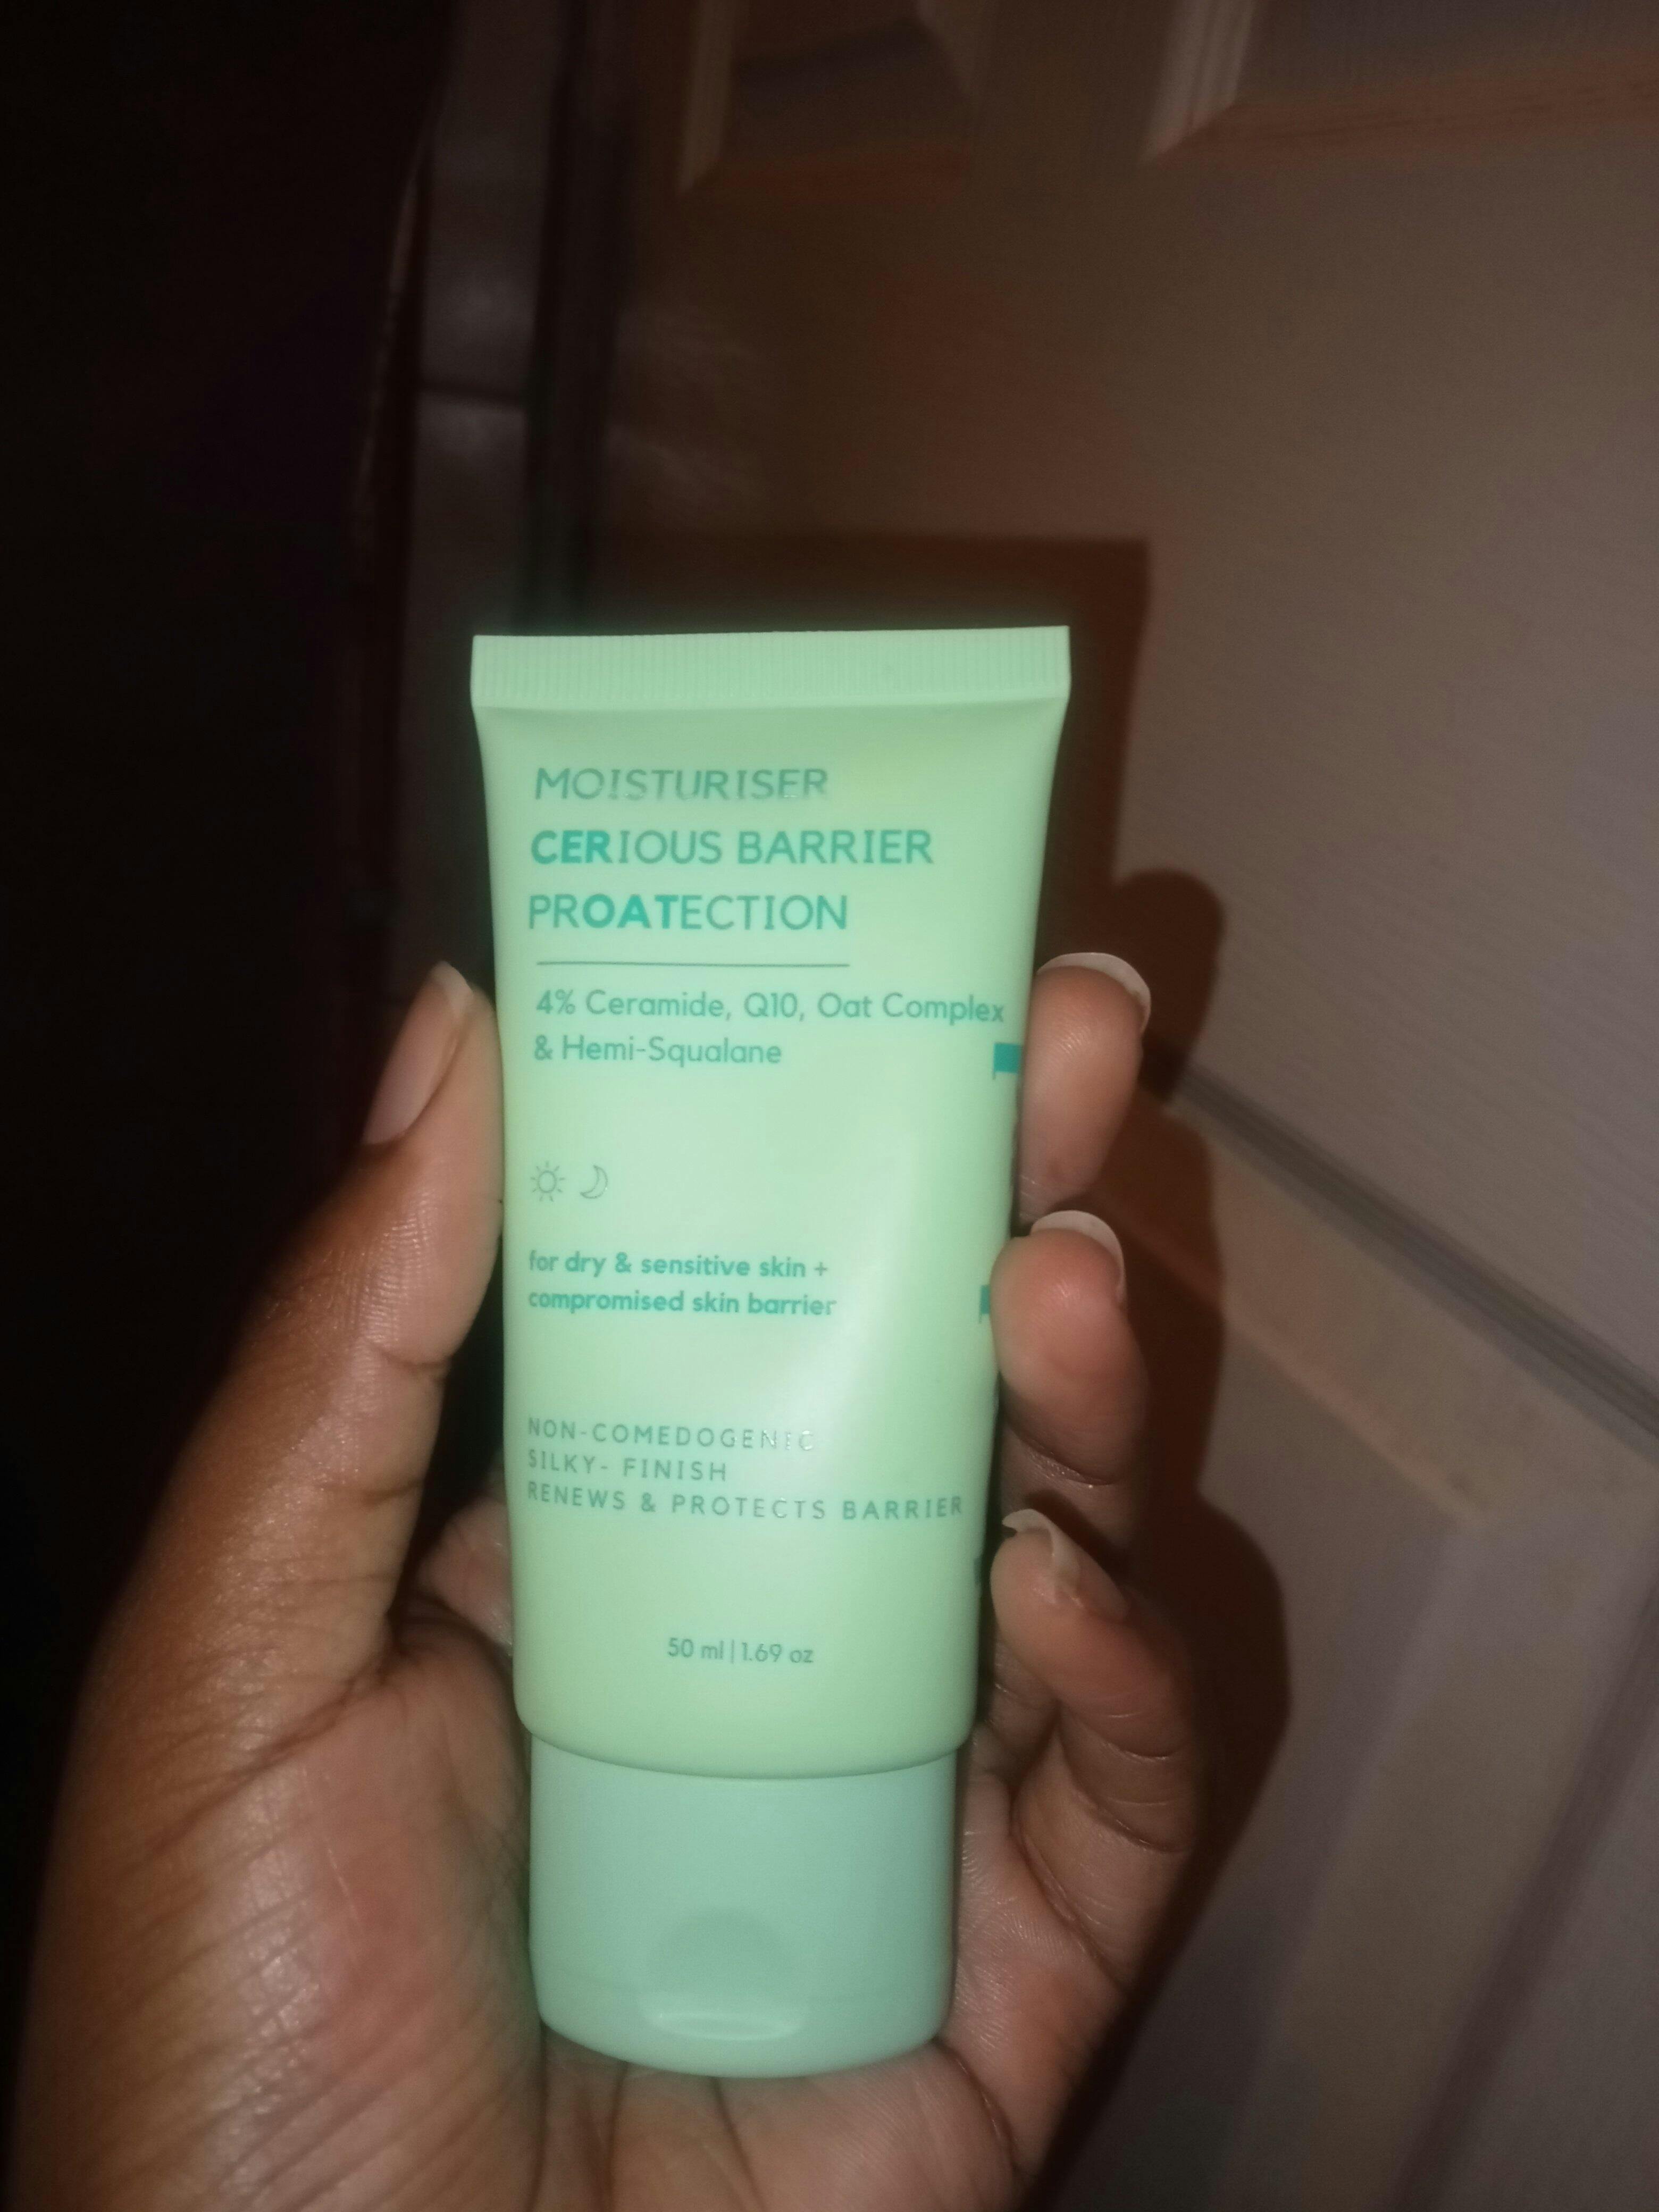 MOISTURISER
CERIOUS BARRIER
PROATECTION
4% Ceramide, Q10, Oat Complex
& Hemi-Squalane
for dry & sensitive skin +
compromised skin barrier
NON-COMEDOGENIC
SILKY- FINISH
RENEWS & PROTECTS BARRIER
50 ml | 1.69 oz